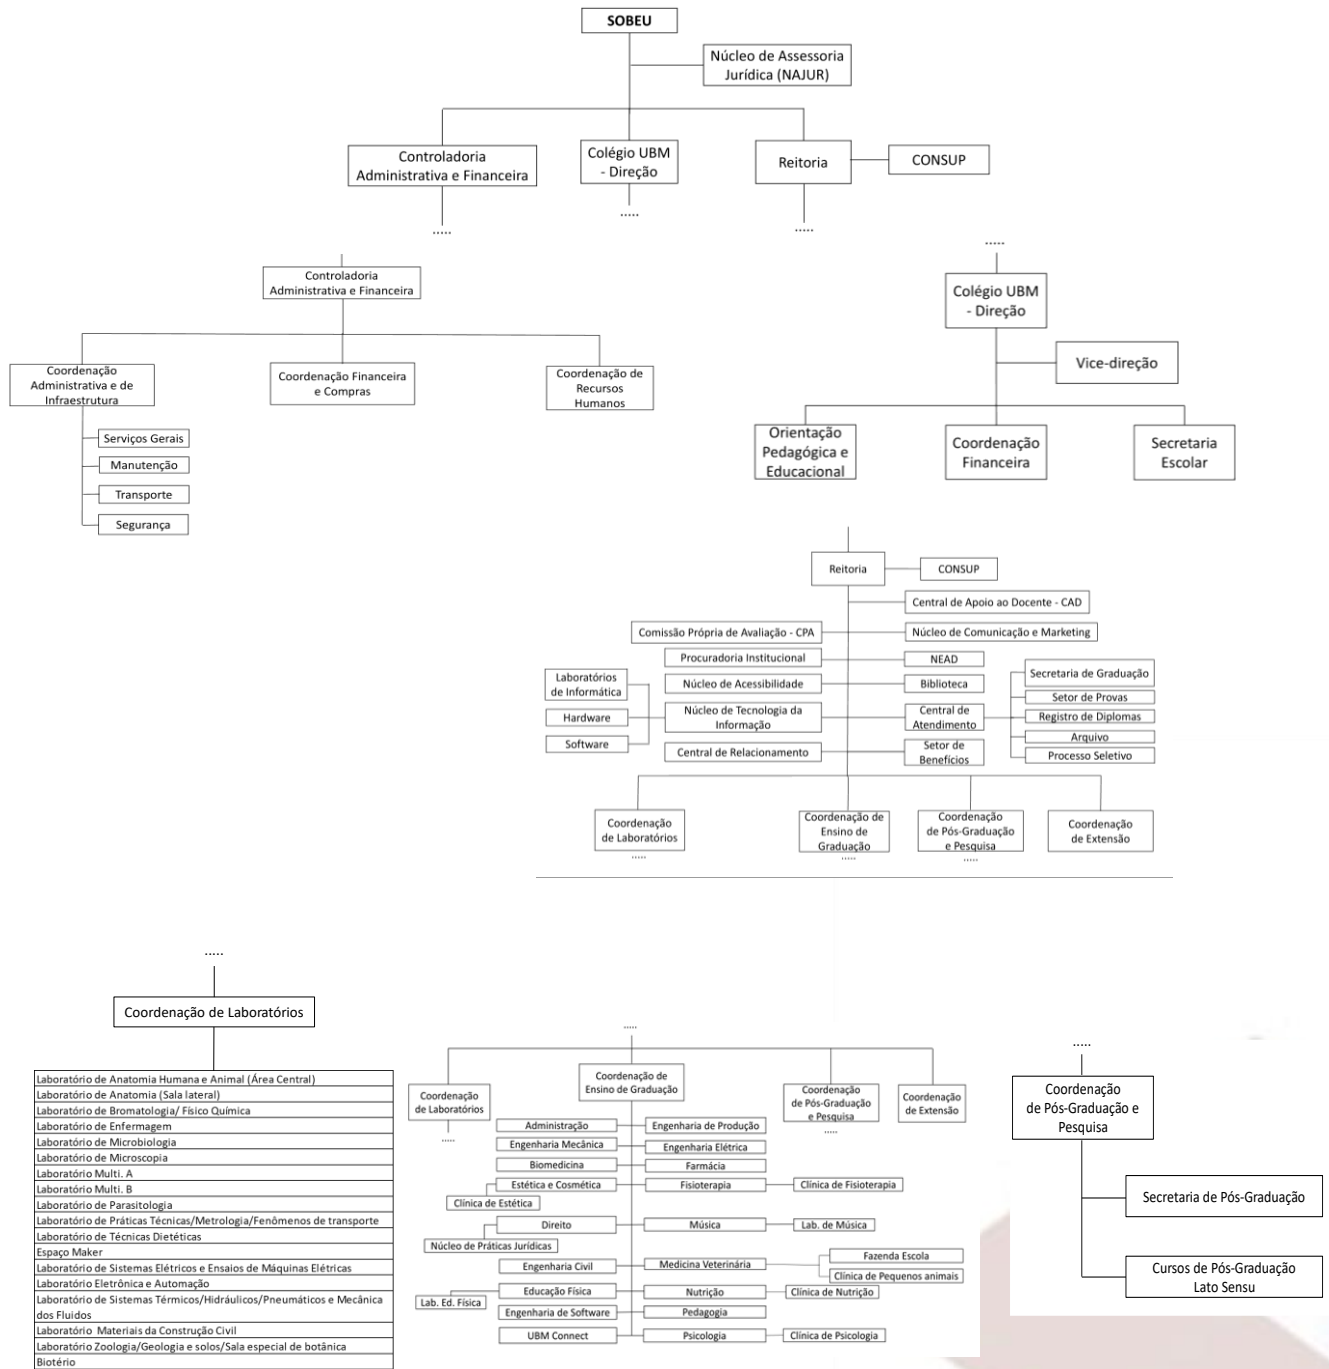 SOBEU
Núcleo de Assessoria
Jurídica (NAJUR)
Controladoria
Administrativa e Financeira
Colégio UBM
- Direção
Reitoria
CONSUP
.....
.....
.....
.....
Controladoria
Administrativa e Financeira
Coordenação
Administrativa e de
Infraestrutura
Coordenação Financeira
e Compras
Coordenação de
Recursos
Humanos
Serviços Gerais
Manutenção
Transporte
Segurança
Colégio UBM
- Direção
Vice-direção
Orientação
Pedagógica e
Educacional
Coordenação
Financeira
Secretaria
Escolar
Reitoria
CONSUP
Central de Apoio ao Docente - CAD
Comissão Própria de Avaliação - CPA
Núcleo de Comunicação e Marketing
Procuradoria Institucional
NEAD
Núcleo de Acessibilidade
Biblioteca
Laboratórios
de Informática
Hardware
Software
Núcleo de Tecnologia da
Informação
Central de
Atendimento
Secretaria de Graduação
Setor de Provas
Registro de Diplomas
Arquivo
Processo Seletivo
Central de Relacionamento
Setor de
Benefícios
Coordenação
de Laboratórios
.....
Coordenação de
Ensino de
Graduação
.....
Coordenação
de Pós-Graduação
e Pesquisa
.....
Coordenação
de Extensão
.....
Coordenação de Laboratórios
Laboratório de Anatomia Humana e Animal (Área Central)
Laboratório de Anatomia (Sala lateral)
Laboratório de Bromatologia/ Físico Química
Laboratório de Enfermagem
Laboratório de Microbiologia
Laboratório de Microscopia
Laboratório Multi. A
Laboratório Multi. B
Laboratório de Parasitologia
Laboratório de Práticas Técnicas/Metrologia/Fenômenos de transporte
Laboratório de Técnicas Dietéticas
Espaço Maker
Laboratório de Sistemas Elétricos e Ensaios de Máquinas Elétricas
Laboratório Eletrônica e Automação
Laboratório de Sistemas Térmicos/Hidráulicos/Pneumáticos e Mecânica
dos Fluidos
Laboratório Materiais da Construção Civil
Laboratório Zoologia/Geologia e solos/Sala especial de botânica
Biotério
.....
Coordenação
de Laboratórios
.....
Coordenação de
Ensino de Graduação
Coordenação
de Pós-Graduação
e Pesquisa
.....
Coordenação
de Extensão
Administração
Engenharia de Produção
Engenharia Mecânica
Engenharia Elétrica
Biomedicina
Farmácia
Estética e Cosmética
Fisioterapia
Clínica de Fisioterapia
Clínica de Estética
Direito
Música
Lab. de Música
Núcleo de Práticas Jurídicas
Engenharia Civil
Medicina Veterinária
Fazenda Escola
Clínica de Pequenos animais
Educação Física
Nutrição
Clínica de Nutrição
Lab. Ed. Física
Engenharia de Software
Pedagogia
UBM Connect
Psicologia
Clínica de Psicologia
.....
Coordenação
de Pós-Graduação e
Pesquisa
Secretaria de Pós-Graduação
Cursos de Pós-Graduação
Lato Sensu